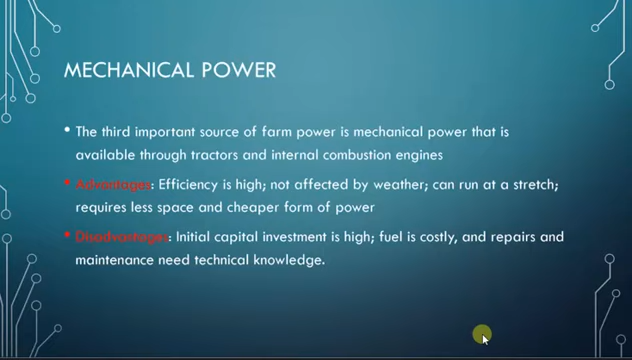 MECHANICAL POWER
• The third important source of farm power is mechanical power that is
available through tractors and internal combustion engines
• Advantages: Efficiency is high; not affected by weather; can run at a stretch;
requires less space and cheaper form of power
• Disadvantages: Initial capital investment is high; fuel is costly, and repairs and
maintenance need technical knowledge.